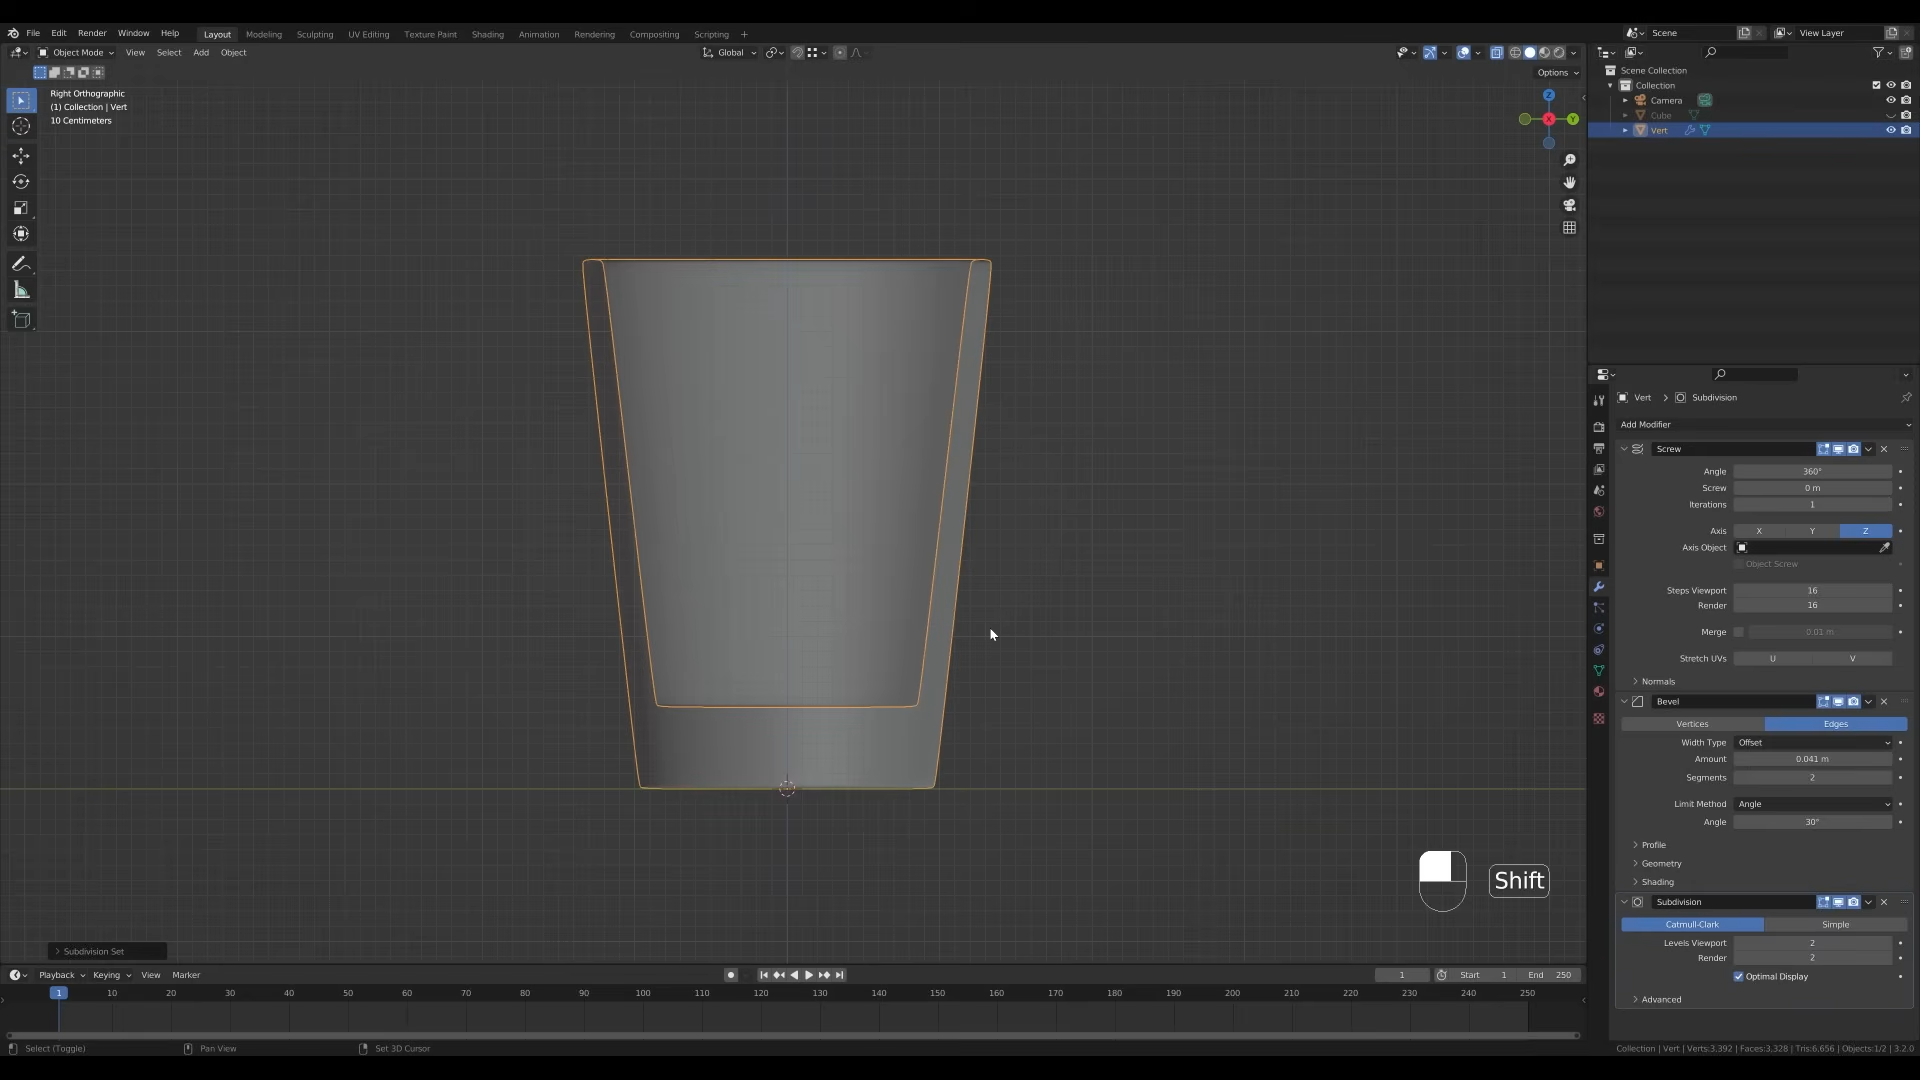 File Edit Render Window Help Layout Modeling Sculpting UV Editing Texture Paint Shading Animation Rendering Compositing Scripting + Scene View Layer
Object Mode View Select Add Object Global
Options
Right Orthographic
(1) Collection | Vert
10 Centimeters
Z
X
Y
Scene Collection
Collection
Camera
Cube
Vert
Vert > Subdivision
Add Modifier
Screw
Angle 360°
Screw 0 m
Iterations 1
Axis X Y Z
Axis Object
Object Screw
Steps Viewport 16
Render 16
Merge 0.01 m
Stretch UVs U V
Normals
Bevel
Vertices Edges
Width Type Offset
Amount 0.041 m
Segments 2
Limit Method Angle
Angle 30°
Profile
Geometry
Shading
Subdivision
Catmull-Clark Simple
Levels Viewport 2
Render 2
Optimal Display
Advanced
Shift
Subdivision Set
Playback Keying View Marker 1 Start 1 End 250
1 10 20 30 40 50 60 70 80 90 100 110 120 130 140 150 160 170 180 190 200 210 220 230 240 250
Select (Toggle) Pan View Set 3D Cursor Collection | Vert | Verts:3,392 | Faces:3,328 | Tris:6,656 | Objects:1/2 | 3.2.0